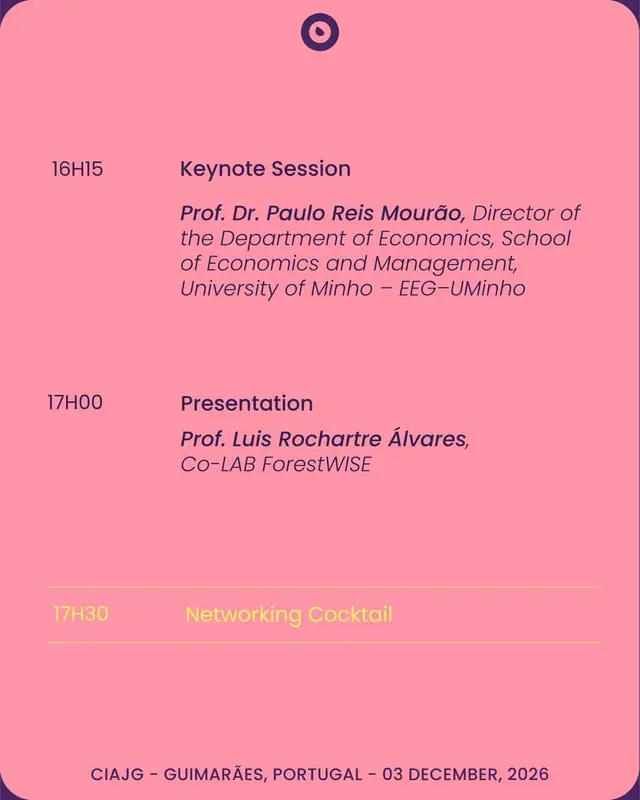 16H15 Keynote Session
Prof. Dr. Paulo Reis Mourão, Director of
the Department of Economics, School
of Economics and Management,
University of Minho – EEG–UMinho
17H00 Presentation
Prof. Luis Rochartre Álvares,
Co-LAB ForestWISE
17H30 Networking Cocktail
CIAJG - GUIMARÃES, PORTUGAL - 03 DECEMBER, 2026